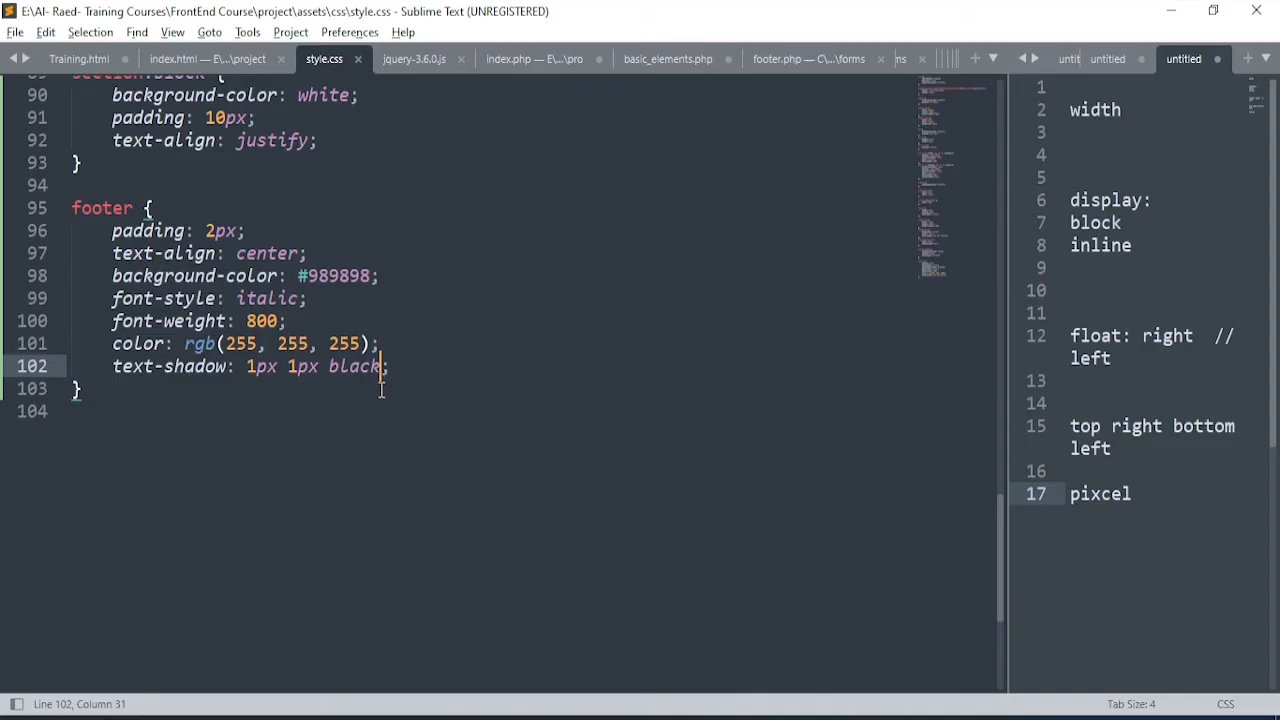 E:\AI- Raed- Training Courses\FrontEnd Course\project\assets\css\style.css - Sublime Text (UNREGISTERED)
File Edit Selection Find View Goto Tools Project Preferences Help
Training.html index.html — E\...\project style.css jquery-3.6.0.js index.php — E\...\pro basic_elements.php footer.php — C\...\forms ns untit untitled untitled
section.block {
90 background-color: white;
91 padding: 10px;
92 text-align: justify;
93 }
94
95 footer {
96 padding: 2px;
97 text-align: center;
98 background-color: #989898;
99 font-style: italic;
100 font-weight: 800;
101 color: rgb(255, 255, 255);
102 text-shadow: 1px 1px black;
103 }
104
1
2 width
3
4
5
6 display:
7 block
8 inline
9
10
11
12 float: right //
left
13
14
15 top right bottom
left
16
17 pixcel
Line 102, Column 31
Tab Size: 4 CSS